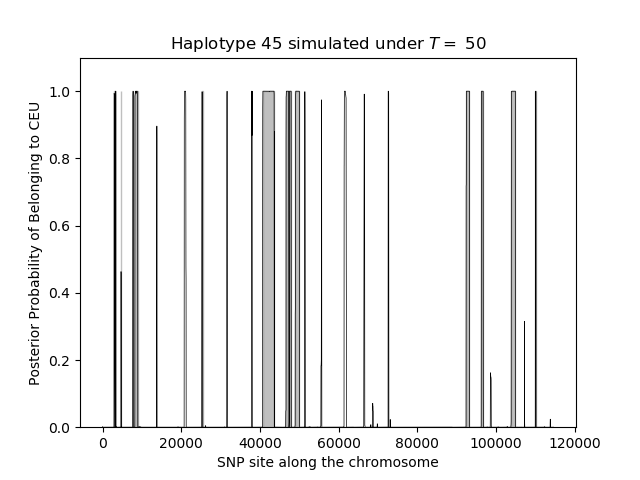 Haplotype 45 simulated under T = 50
Posterior Probability of Belonging to CEU
1.0
0.8
0.6
0.4
0.2
0.0
0 20000 40000 60000 80000 100000 120000
SNP site along the chromosome